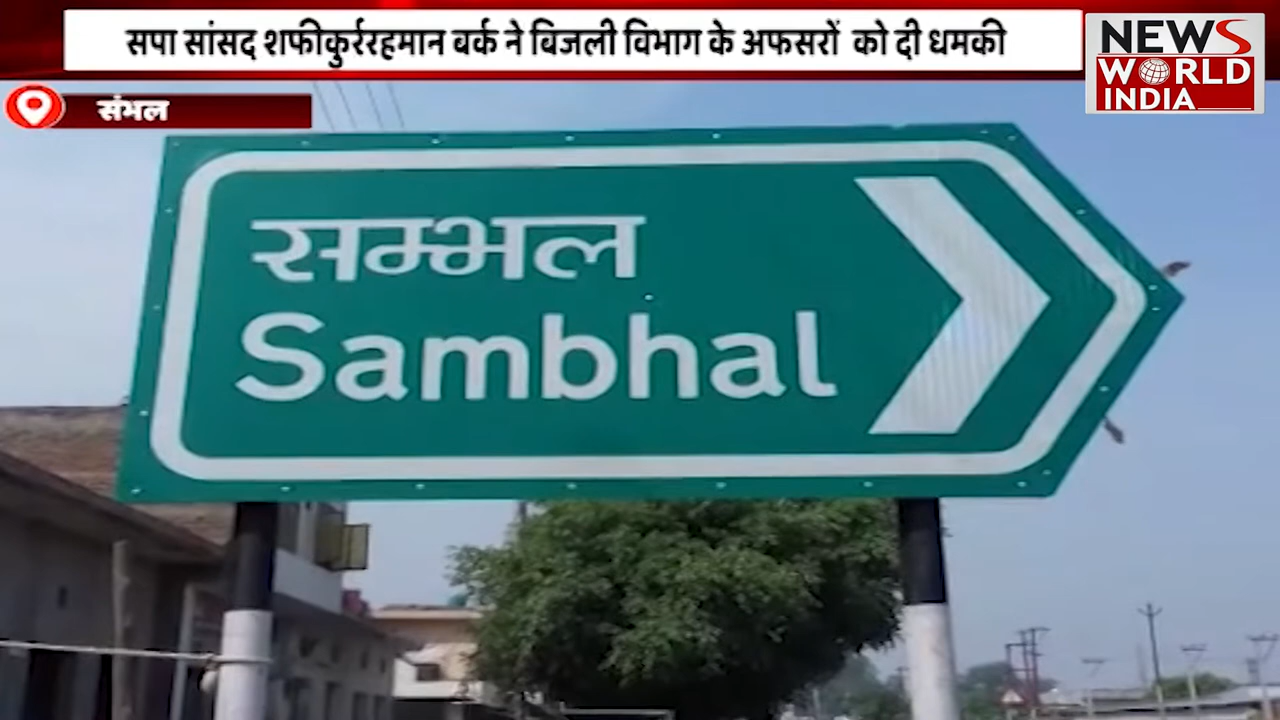 सपा सांसद शफीकुर्ररहमान बर्क ने बिजली विभाग के अफसरों को दी धमकी
NEWS
WORLD
INDIA
संभल
सम्भल
Sambhal